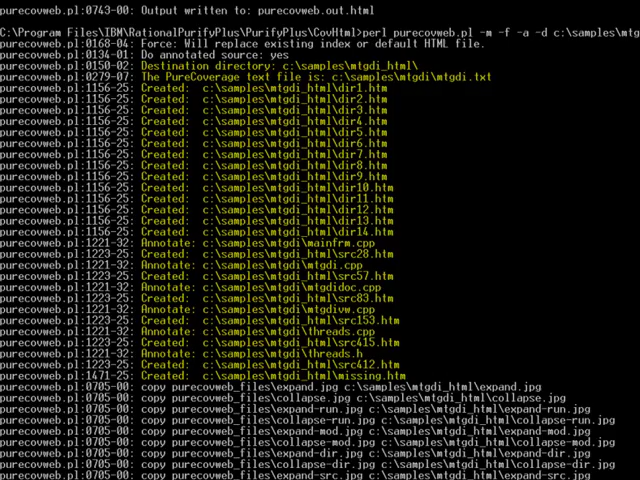 purecovweb.pl:0743-00: Output written to: purecovweb.out.html
C:\Program Files\IBM\RationalPurifyPlus\PurifyPlus\CovHtml>perl purecovweb.pl -m -f -a -d c:\samples\mtg
purecovweb.pl:0168-04: Force: Will replace existing index or default HTML file.
purecovweb.pl:0134-01: Do annotated source: yes
purecovweb.pl:0150-02: Destination directory: c:\samples\mtgdi_html\
purecovweb.pl:0279-07: The PureCoverage text file is: c:\samples\mtgdi\mtgdi.txt
purecovweb.pl:1156-25: Created:  c:\samples\mtgdi_html\dir1.htm
purecovweb.pl:1156-25: Created:  c:\samples\mtgdi_html\dir2.htm
purecovweb.pl:1156-25: Created:  c:\samples\mtgdi_html\dir3.htm
purecovweb.pl:1156-25: Created:  c:\samples\mtgdi_html\dir4.htm
purecovweb.pl:1156-25: Created:  c:\samples\mtgdi_html\dir5.htm
purecovweb.pl:1156-25: Created:  c:\samples\mtgdi_html\dir6.htm
purecovweb.pl:1156-25: Created:  c:\samples\mtgdi_html\dir7.htm
purecovweb.pl:1156-25: Created:  c:\samples\mtgdi_html\dir8.htm
purecovweb.pl:1156-25: Created:  c:\samples\mtgdi_html\dir9.htm
purecovweb.pl:1156-25: Created:  c:\samples\mtgdi_html\dir10.htm
purecovweb.pl:1156-25: Created:  c:\samples\mtgdi_html\dir11.htm
purecovweb.pl:1156-25: Created:  c:\samples\mtgdi_html\dir12.htm
purecovweb.pl:1156-25: Created:  c:\samples\mtgdi_html\dir13.htm
purecovweb.pl:1156-25: Created:  c:\samples\mtgdi_html\dir14.htm
purecovweb.pl:1221-32: Annotate: c:\samples\mtgdi\mainfrm.cpp
purecovweb.pl:1223-25: Created:  c:\samples\mtgdi_html\src28.htm
purecovweb.pl:1221-32: Annotate: c:\samples\mtgdi\mtgdi.cpp
purecovweb.pl:1223-25: Created:  c:\samples\mtgdi_html\src57.htm
purecovweb.pl:1221-32: Annotate: c:\samples\mtgdi\mtgdidoc.cpp
purecovweb.pl:1223-25: Created:  c:\samples\mtgdi_html\src83.htm
purecovweb.pl:1221-32: Annotate: c:\samples\mtgdi\mtgdivw.cpp
purecovweb.pl:1223-25: Created:  c:\samples\mtgdi_html\src153.htm
purecovweb.pl:1221-32: Annotate: c:\samples\mtgdi\threads.cpp
purecovweb.pl:1223-25: Created:  c:\samples\mtgdi_html\src415.htm
purecovweb.pl:1221-32: Annotate: c:\samples\mtgdi\threads.h
purecovweb.pl:1223-25: Created:  c:\samples\mtgdi_html\src412.htm
purecovweb.pl:1471-25: Created:  c:\samples\mtgdi_html\missing.htm
purecovweb.pl:0705-00: copy purecovweb_files\expand.jpg c:\samples\mtgdi_html\expand.jpg
purecovweb.pl:0705-00: copy purecovweb_files\collapse.jpg c:\samples\mtgdi_html\collapse.jpg
purecovweb.pl:0705-00: copy purecovweb_files\expand-run.jpg c:\samples\mtgdi_html\expand-run.jpg
purecovweb.pl:0705-00: copy purecovweb_files\collapse-run.jpg c:\samples\mtgdi_html\collapse-run.jpg
purecovweb.pl:0705-00: copy purecovweb_files\expand-mod.jpg c:\samples\mtgdi_html\expand-mod.jpg
purecovweb.pl:0705-00: copy purecovweb_files\collapse-mod.jpg c:\samples\mtgdi_html\collapse-mod.jpg
purecovweb.pl:0705-00: copy purecovweb_files\expand-dir.jpg c:\samples\mtgdi_html\expand-dir.jpg
purecovweb.pl:0705-00: copy purecovweb_files\collapse-dir.jpg c:\samples\mtgdi_html\collapse-dir.jpg
purecovweb.pl:0705-00: copy purecovweb_files\expand-src.jpg c:\samples\mtgdi_html\expand-src.jpg